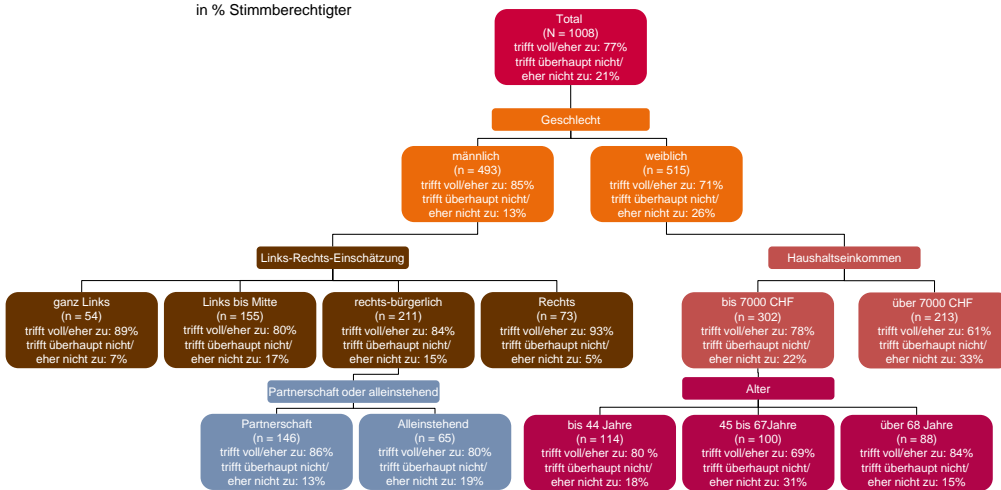 in % Stimmberechtigter
Total
(N = 1008)
trifft voll/eher zu: 77%
trifft überhaupt nicht/
eher nicht zu: 21%
Geschlecht
männlich
(n = 493)
trifft voll/eher zu: 85%
trifft überhaupt nicht/
eher nicht zu: 13%
weiblich
(n = 515)
trifft voll/eher zu: 71%
trifft überhaupt nicht/
eher nicht zu: 26%
Links-Rechts-Einschätzung
Haushaltseinkommen
ganz Links
(n = 54)
trifft voll/eher zu: 89%
trifft überhaupt nicht/
eher nicht zu: 7%
Links bis Mitte
(n = 155)
trifft voll/eher zu: 80%
trifft überhaupt nicht/
eher nicht zu: 17%
rechts-bürgerlich
(n = 211)
trifft voll/eher zu: 84%
trifft überhaupt nicht/
eher nicht zu: 15%
Rechts
(n = 73)
trifft voll/eher zu: 93%
trifft überhaupt nicht/
eher nicht zu: 5%
bis 7000 CHF
(n = 302)
trifft voll/eher zu: 78%
trifft überhaupt nicht/
eher nicht zu: 22%
über 7000 CHF
(n = 213)
trifft voll/eher zu: 61%
trifft überhaupt nicht/
eher nicht zu: 33%
Partnerschaft oder alleinstehend
Alter
Partnerschaft
(n = 146)
trifft voll/eher zu: 86%
trifft überhaupt nicht/
eher nicht zu: 13%
Alleinstehend
(n = 65)
trifft voll/eher zu: 80%
trifft überhaupt nicht/
eher nicht zu: 19%
bis 44 Jahre
(n = 114)
trifft voll/eher zu: 80 %
trifft überhaupt nicht/
eher nicht zu: 18%
45 bis 67Jahre
(n = 100)
trifft voll/eher zu: 69%
trifft überhaupt nicht/
eher nicht zu: 31%
über 68 Jahre
(n = 88)
trifft voll/eher zu: 84%
trifft überhaupt nicht/
eher nicht zu: 15%